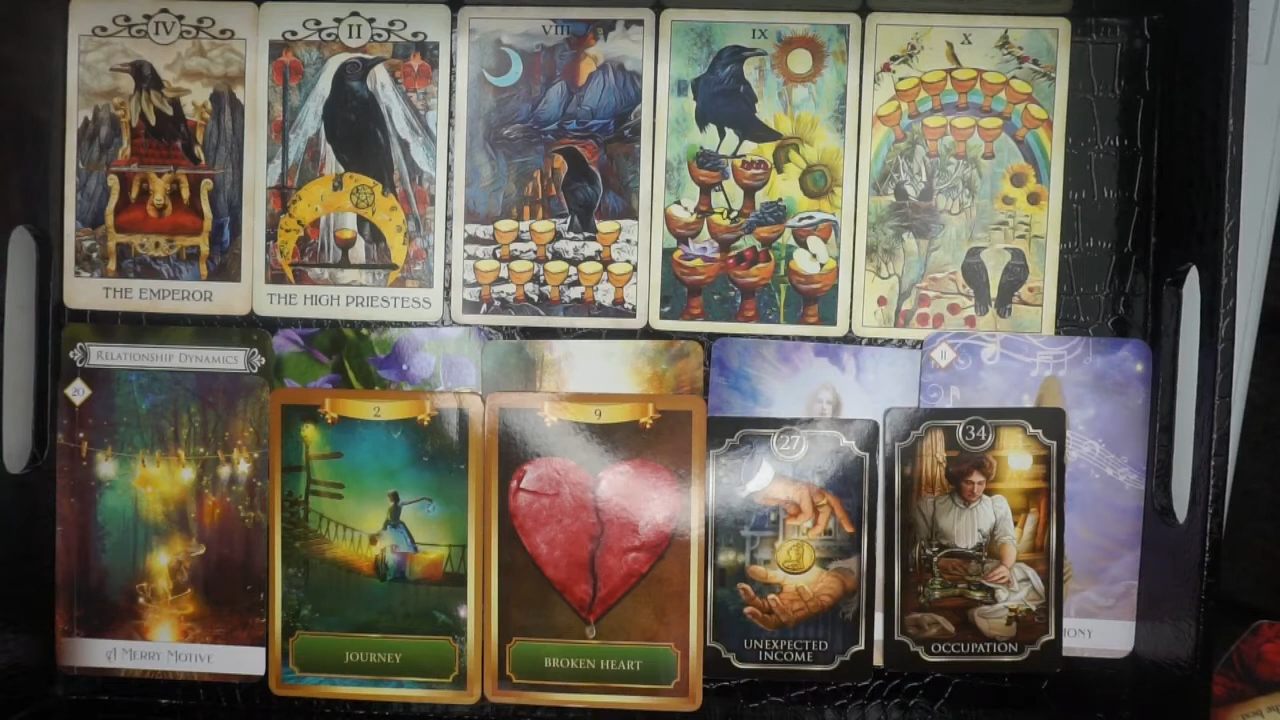 IV
II
VIII
IX
X
THE EMPEROR
THE HIGH PRIESTESS
RELATIONSHIP DYNAMICS
20
A MERRY MOTIVE
2
JOURNEY
9
BROKEN HEART
27
UNEXPECTED
INCOME
11
34
OCCUPATION